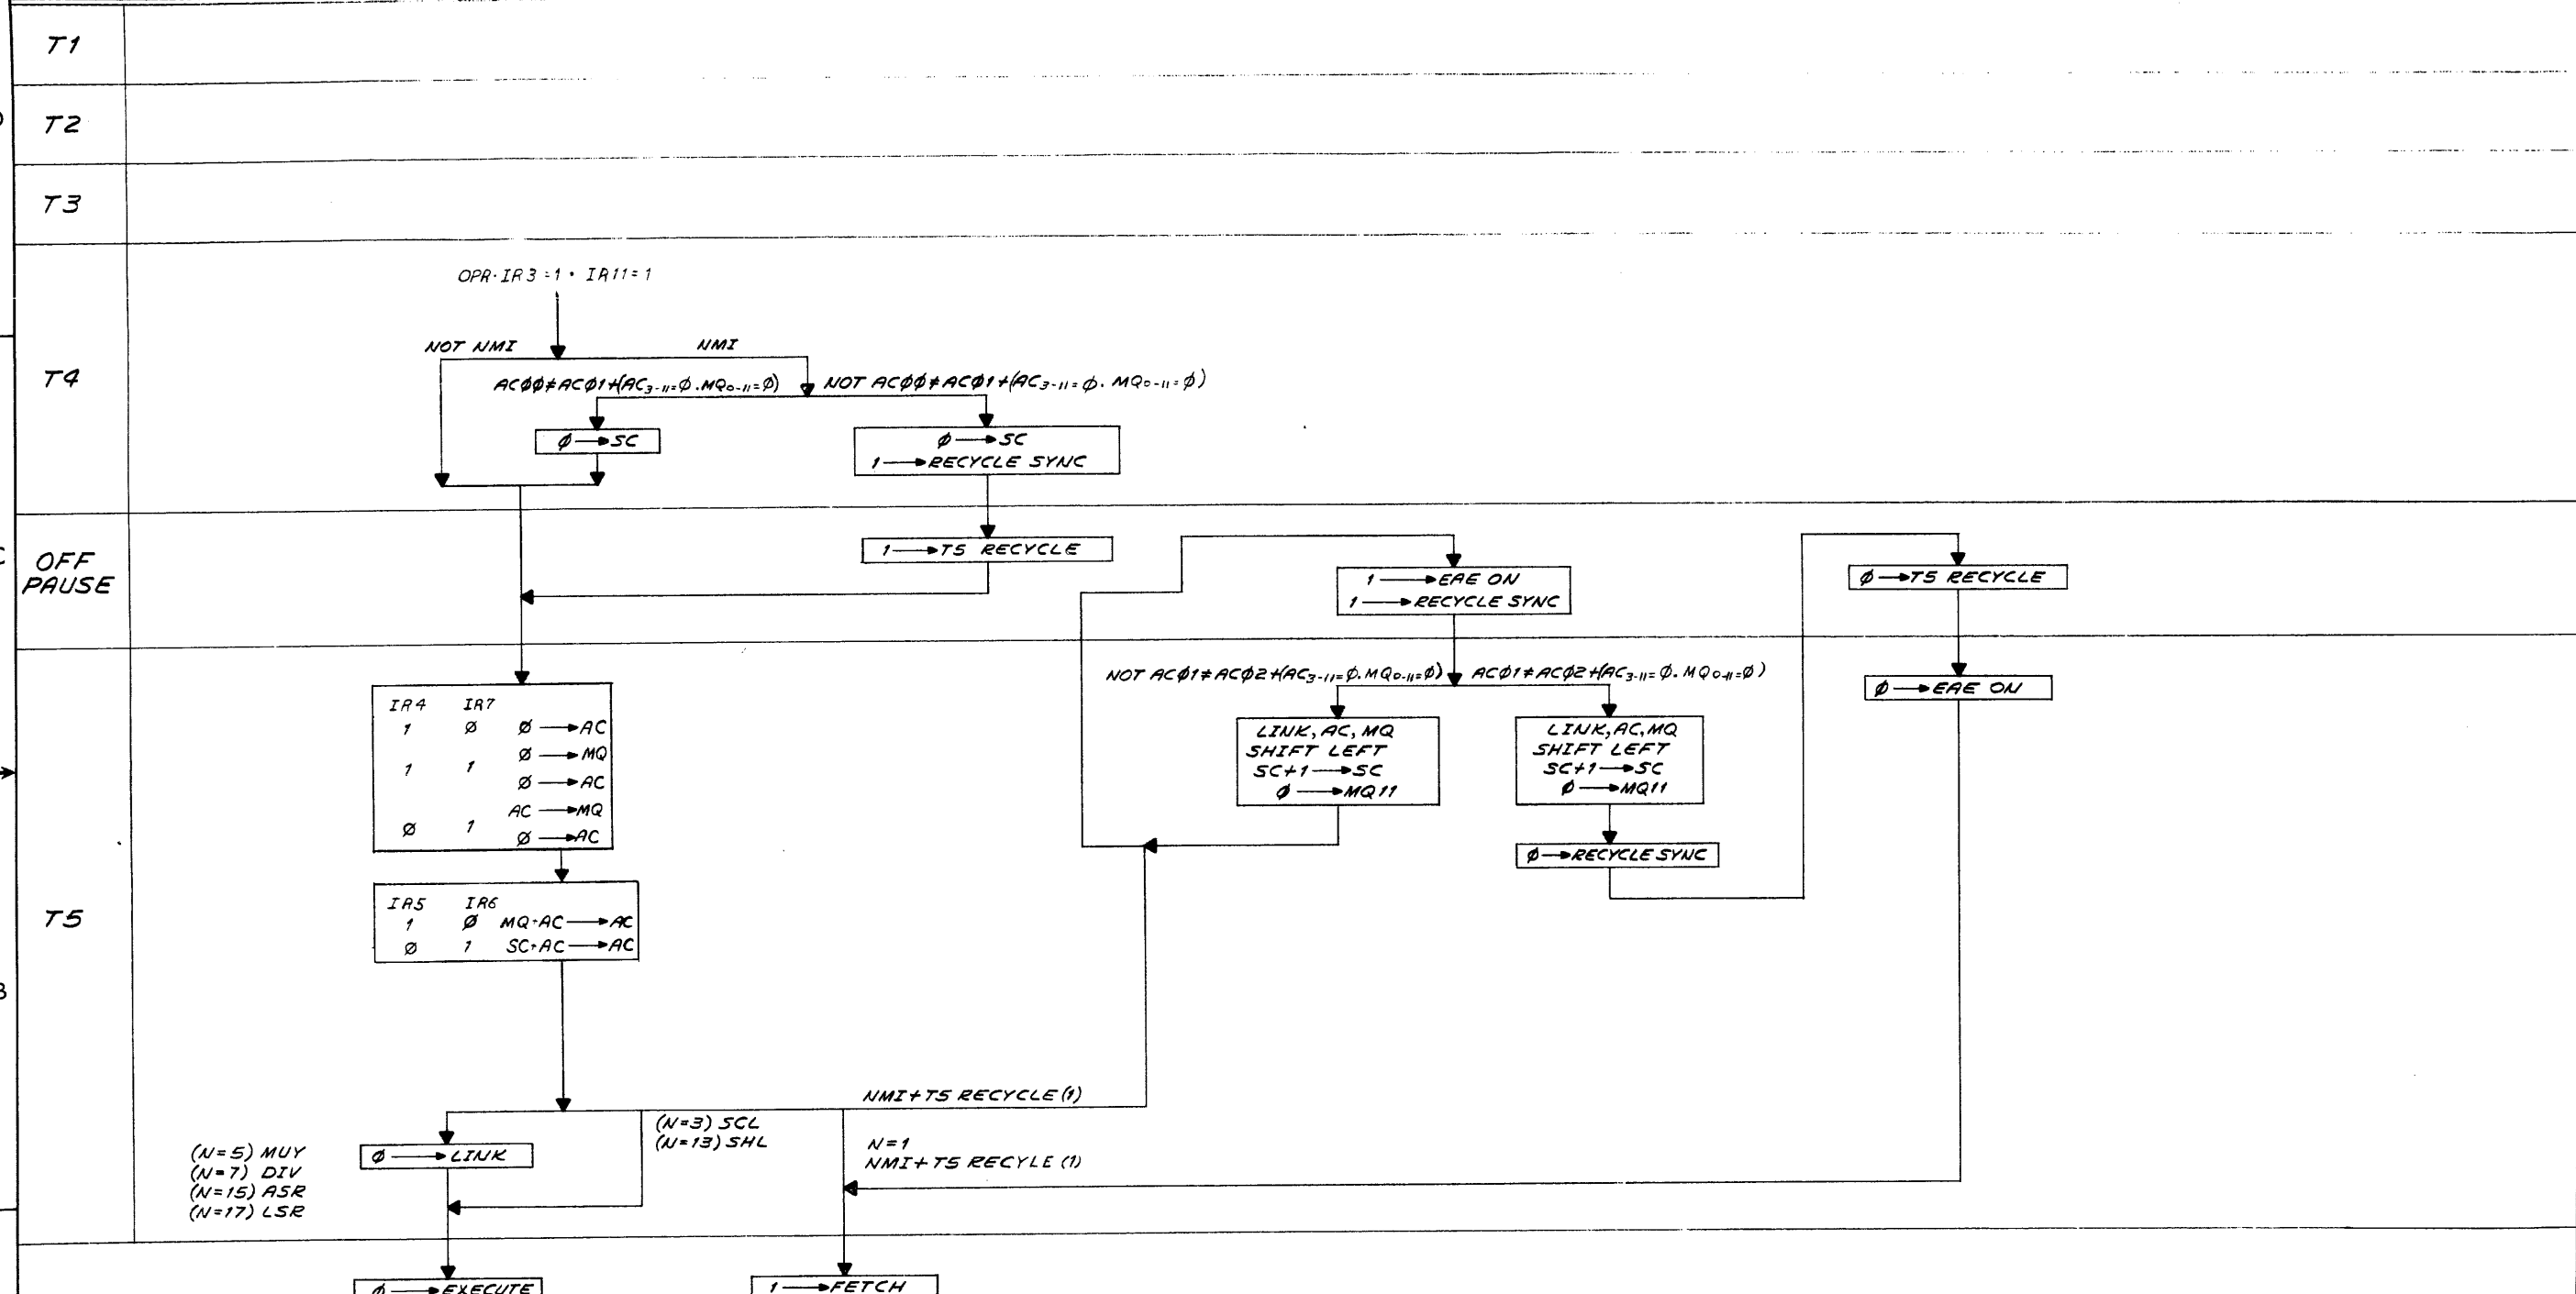 T1
T2
T3
T4
OPR·IR3=1 · IR11=1
NOT NMI
NMI
ACØØ≠ACØ1+(AC3-11=Ø.MQ0-11=Ø)
NOT ACØØ≠ACØ1+(AC3-11=Ø. MQ0-11=Ø)
Ø→SC
Ø→SC
1→RECYCLE SYNC
OFF
PAUSE
1→T5 RECYCLE
1→EAE ON
1→RECYCLE SYNC
Ø→T5 RECYCLE
T5
NOT ACØ1≠ACØ2+(AC3-11=Ø.MQ0-11=Ø)
ACØ1≠ACØ2+(AC3-11=Ø. MQ0-11=Ø)
Ø→EAE ON
IR4 IR7
1 Ø Ø→AC
Ø→MQ
1 1
Ø→AC
AC→MQ
Ø 1
Ø→AC
LINK, AC, MQ
SHIFT LEFT
SC+1→SC
Ø→MQ11
LINK, AC, MQ
SHIFT LEFT
SC+1→SC
Ø→MQ11
Ø→RECYCLE SYNC
IR5 IR6
1 Ø MQ+AC→AC
Ø 1 SC+AC→AC
NMI+T5 RECYCLE (1)
(N=3) SCL
(N=13) SHL
N=1
NMI+T5 RECYLE (1)
(N=5) MUY
(N=7) DIV
(N=15) ASR
(N=17) LSR
Ø→LINK
Ø→EXECUTE
1→FETCH